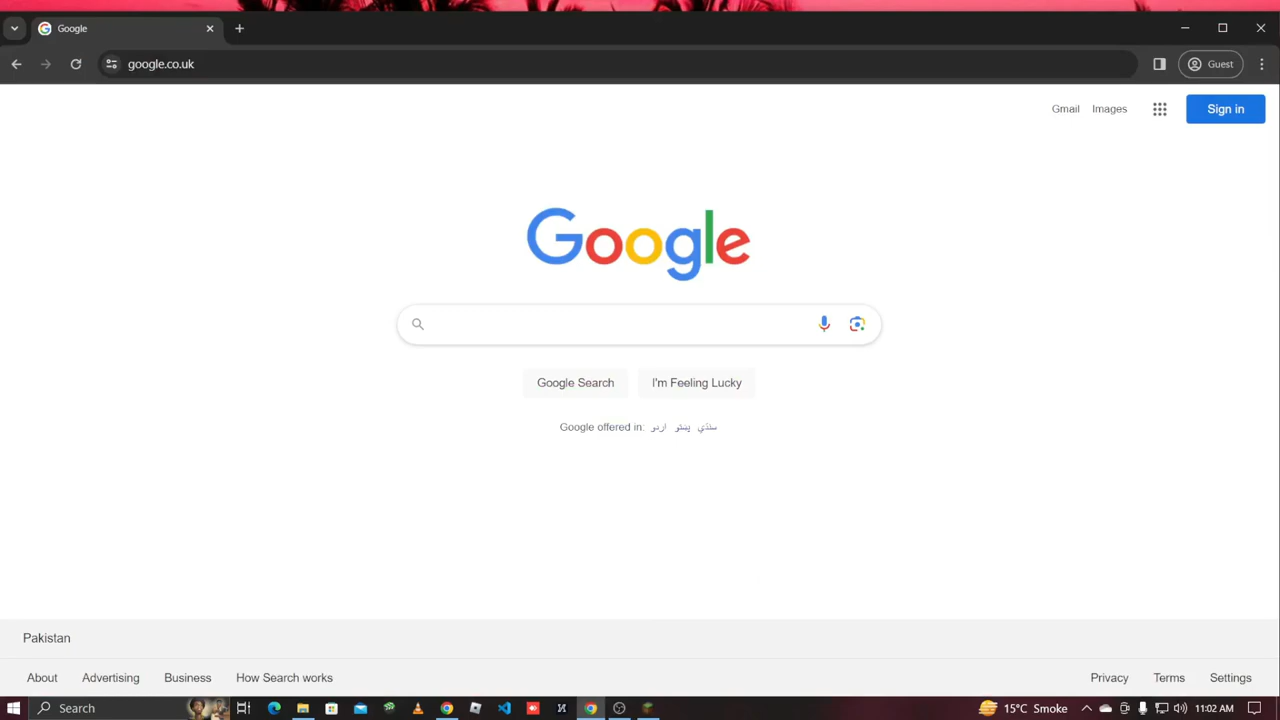 Google
google.co.uk
Guest
Gmail Images Sign in
Google
Google Search I'm Feeling Lucky
Google offered in: اردو پښتو سنڌي
Pakistan
About Advertising Business How Search works Privacy Terms Settings
Search 15°C Smoke 11:02 AM